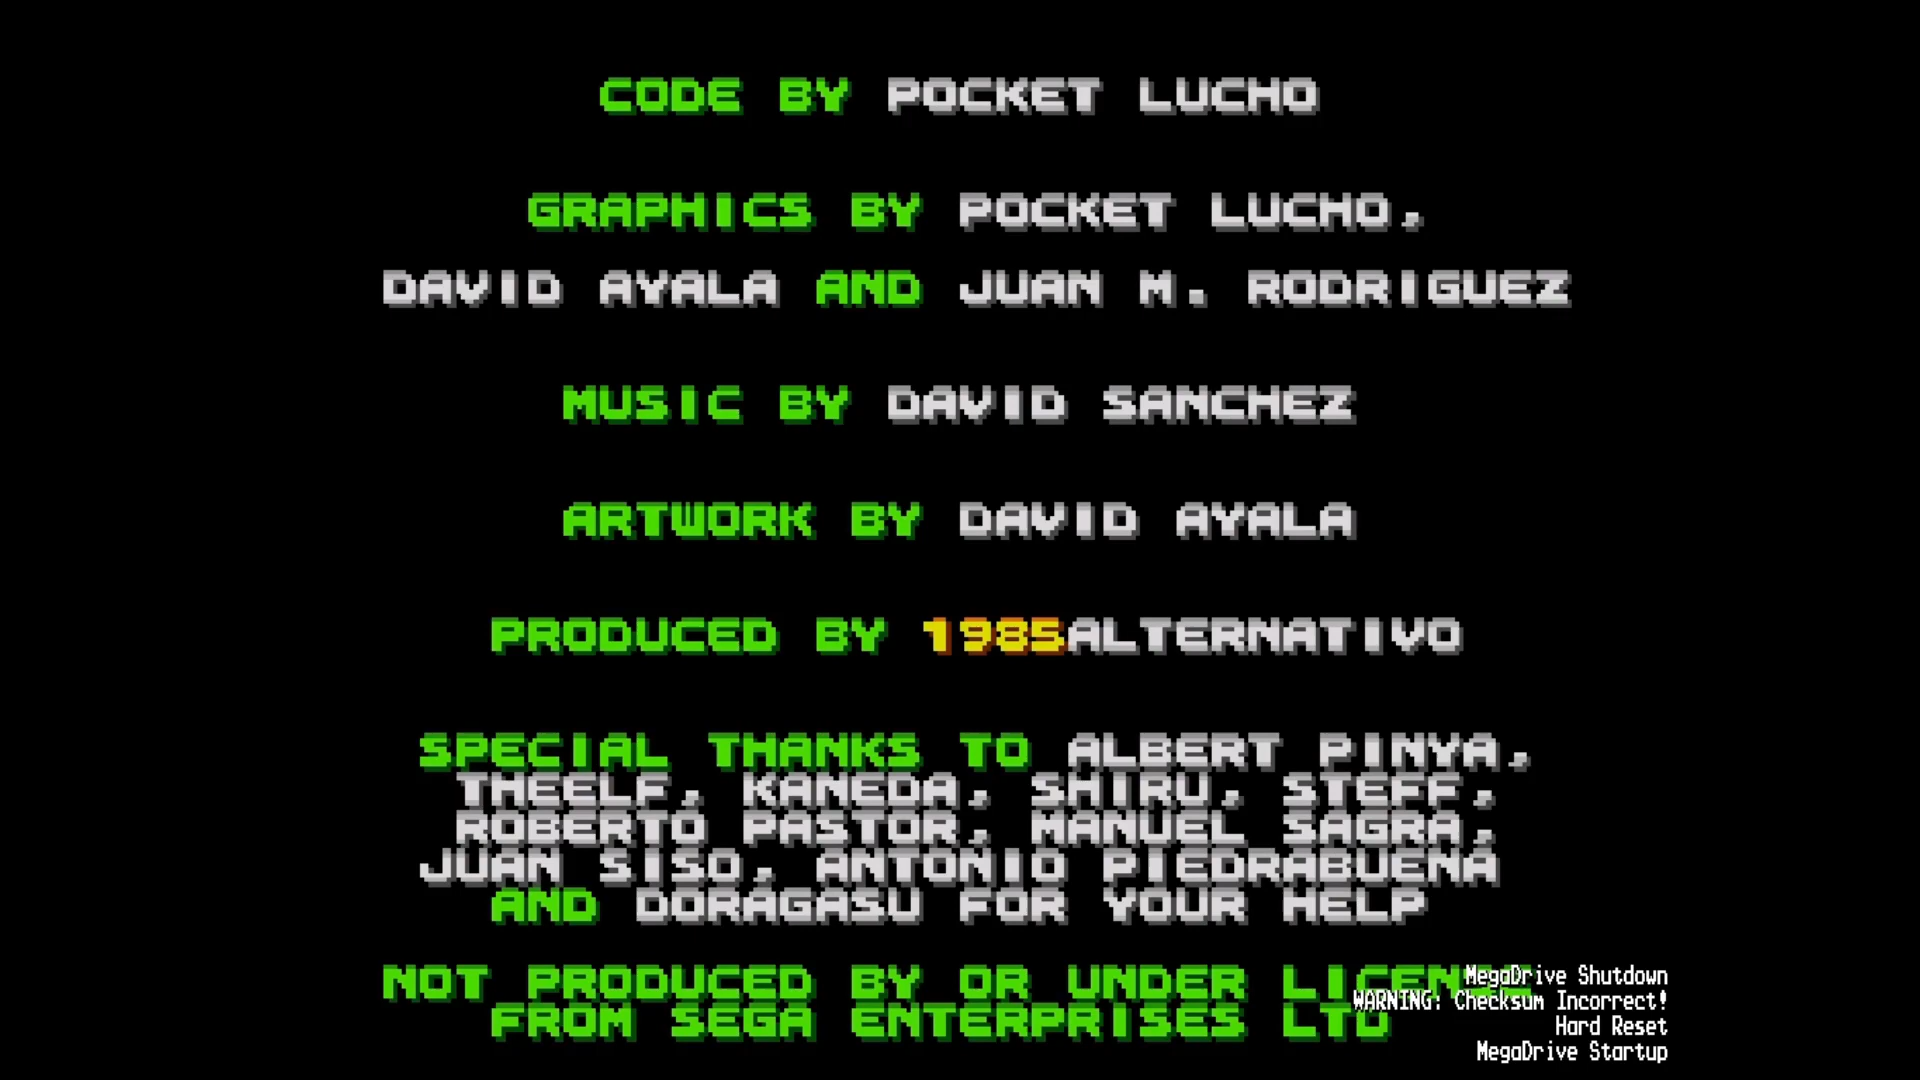 CODE BY POCKET LUCHO
GRAPHICS BY POCKET LUCHO,
DAVID AYALA AND JUAN M. RODRIGUEZ
MUSIC BY DAVID SANCHEZ
ARTWORK BY DAVID AYALA
PRODUCED BY 1985ALTERNATIVO
SPECIAL THANKS TO ALBERT PINYA,
THEELF, KANEDA, SHIRU, STEFF,
ROBERTO PASTOR, MANUEL SAGRA,
JUAN SISO, ANTONIO PIEDRABUENA
AND DORAGASU FOR YOUR HELP
NOT PRODUCED BY OR UNDER LICENSE
FROM SEGA ENTERPRISES LTD
MegaDrive Shutdown
WARNING: Checksum Incorrect!
Hard Reset
MegaDrive Startup